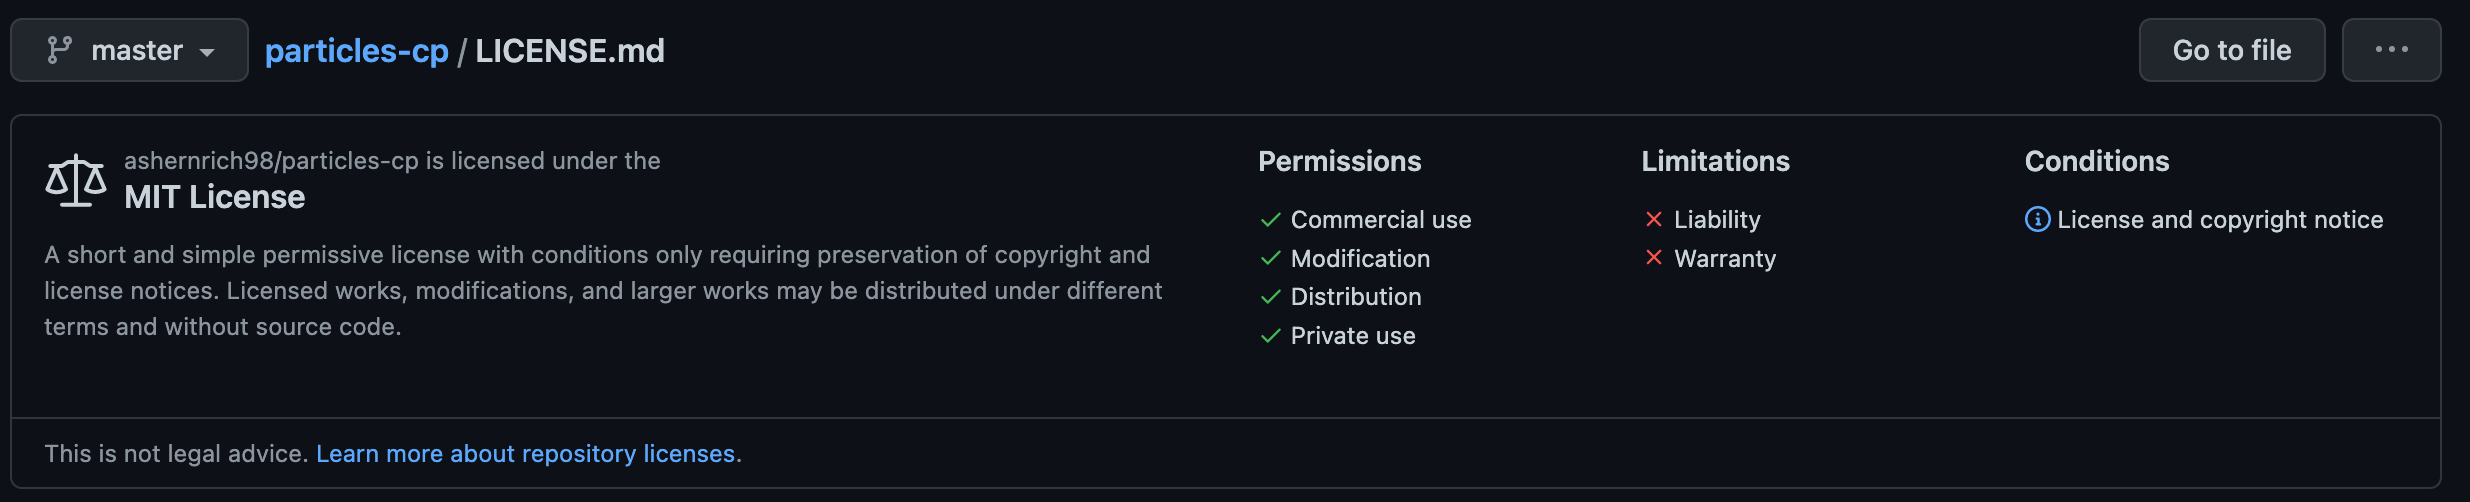 master
particles-cp / LICENSE.md
Go to file
ashernrich98/particles-cp is licensed under the
MIT License
A short and simple permissive license with conditions only requiring preservation of copyright and
license notices. Licensed works, modifications, and larger works may be distributed under different
terms and without source code.
Permissions
Commercial use
Modification
Distribution
Private use
Limitations
Liability
Warranty
Conditions
License and copyright notice
This is not legal advice. Learn more about repository licenses.